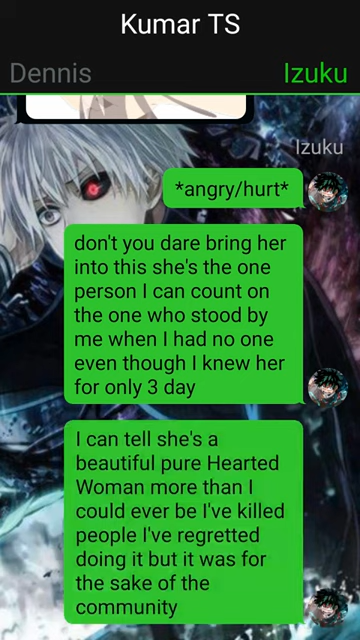 Kumar TS
Dennis
Izuku
Izuku
*angry/hurt*
don't you dare bring her
into this she's the one
person I can count on
the one who stood by
me when I had no one
even though I knew her
for only 3 day
I can tell she's a
beautiful pure Hearted
Woman more than I
could ever be I've killed
people I've regretted
doing it but it was for
the sake of the
community